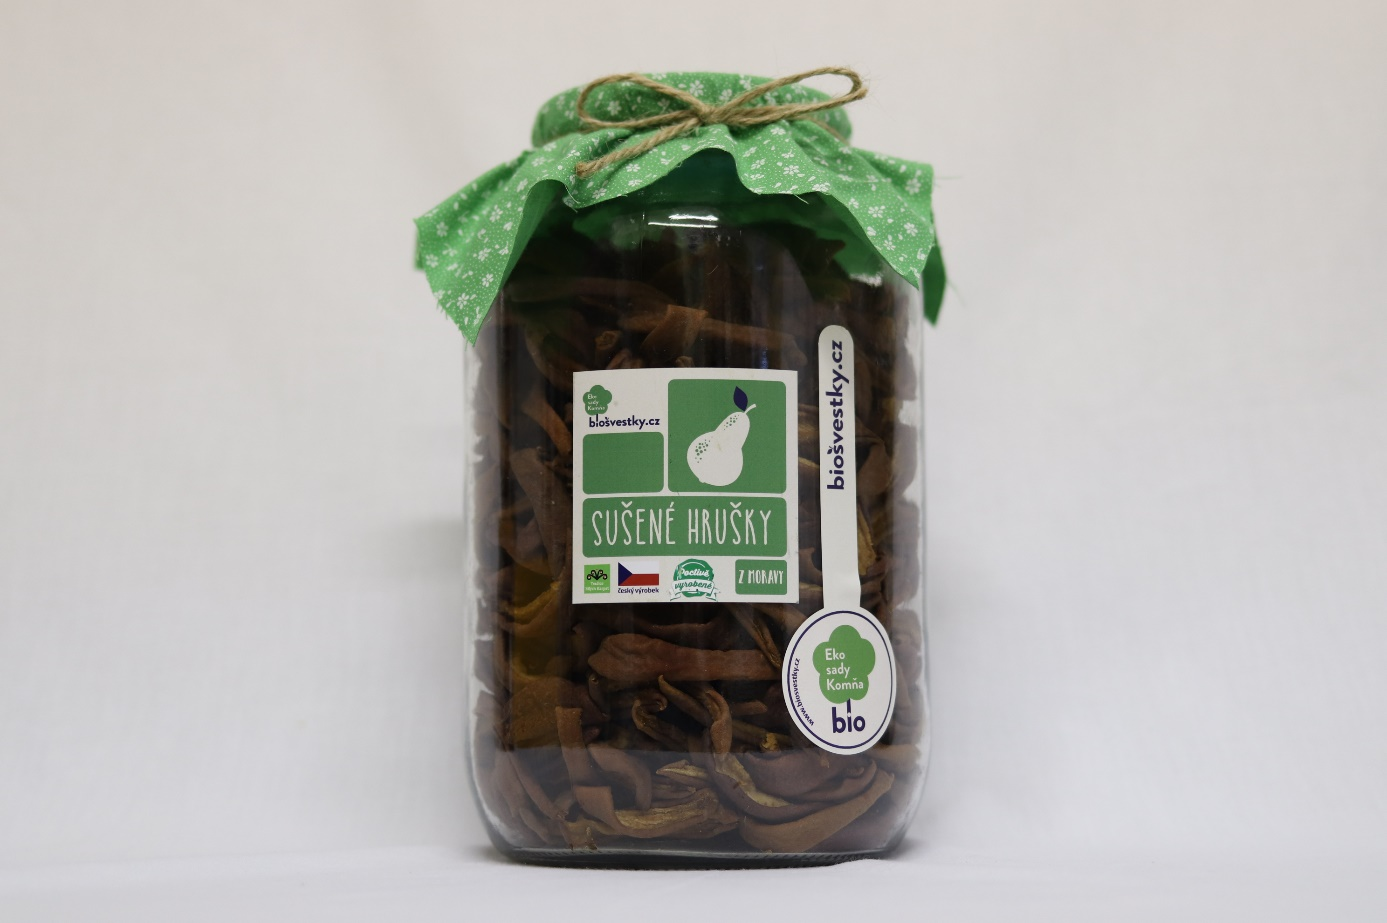 Eko
sady
Komňa
biošvestky.cz
SUŠENÉ HRUŠKY
český výrobek
Poctivě
vyrobené
Z MORAVY
biošvestky.cz
www.biosvestky.cz
Eko
sady
Komňa
bio